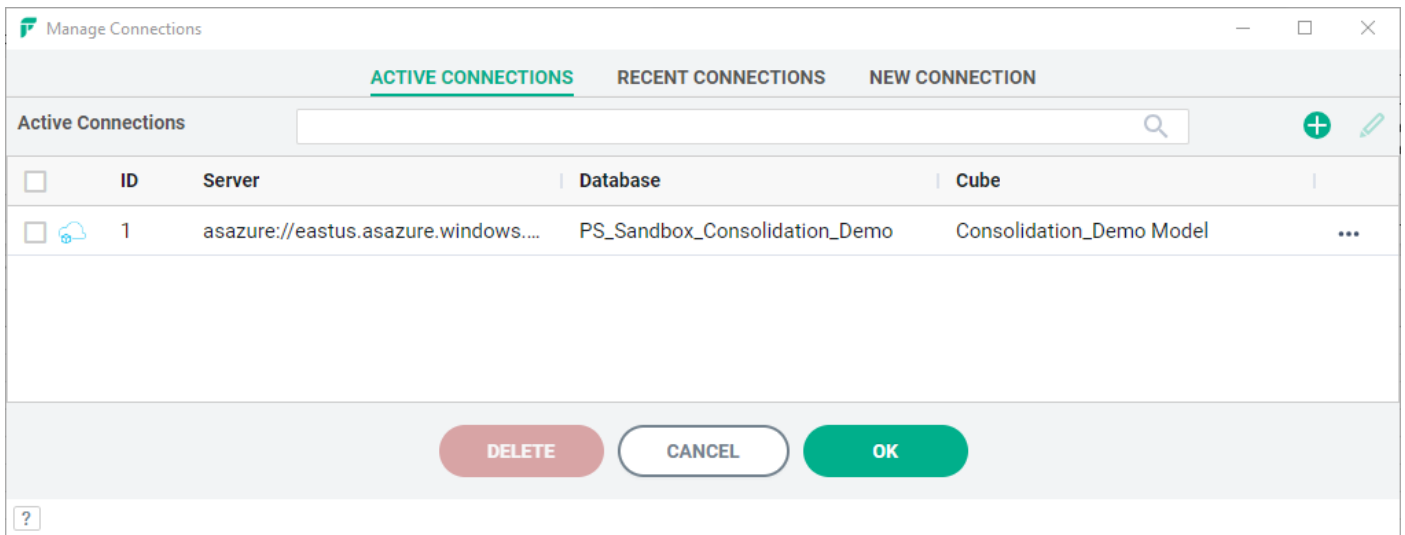 Manage Connections
ACTIVE CONNECTIONS RECENT CONNECTIONS NEW CONNECTION
Active Connections
ID Server Database Cube
1 asazure://eastus.asazure.windows.... PS_Sandbox_Consolidation_Demo Consolidation_Demo Model ...
DELETE CANCEL OK
?